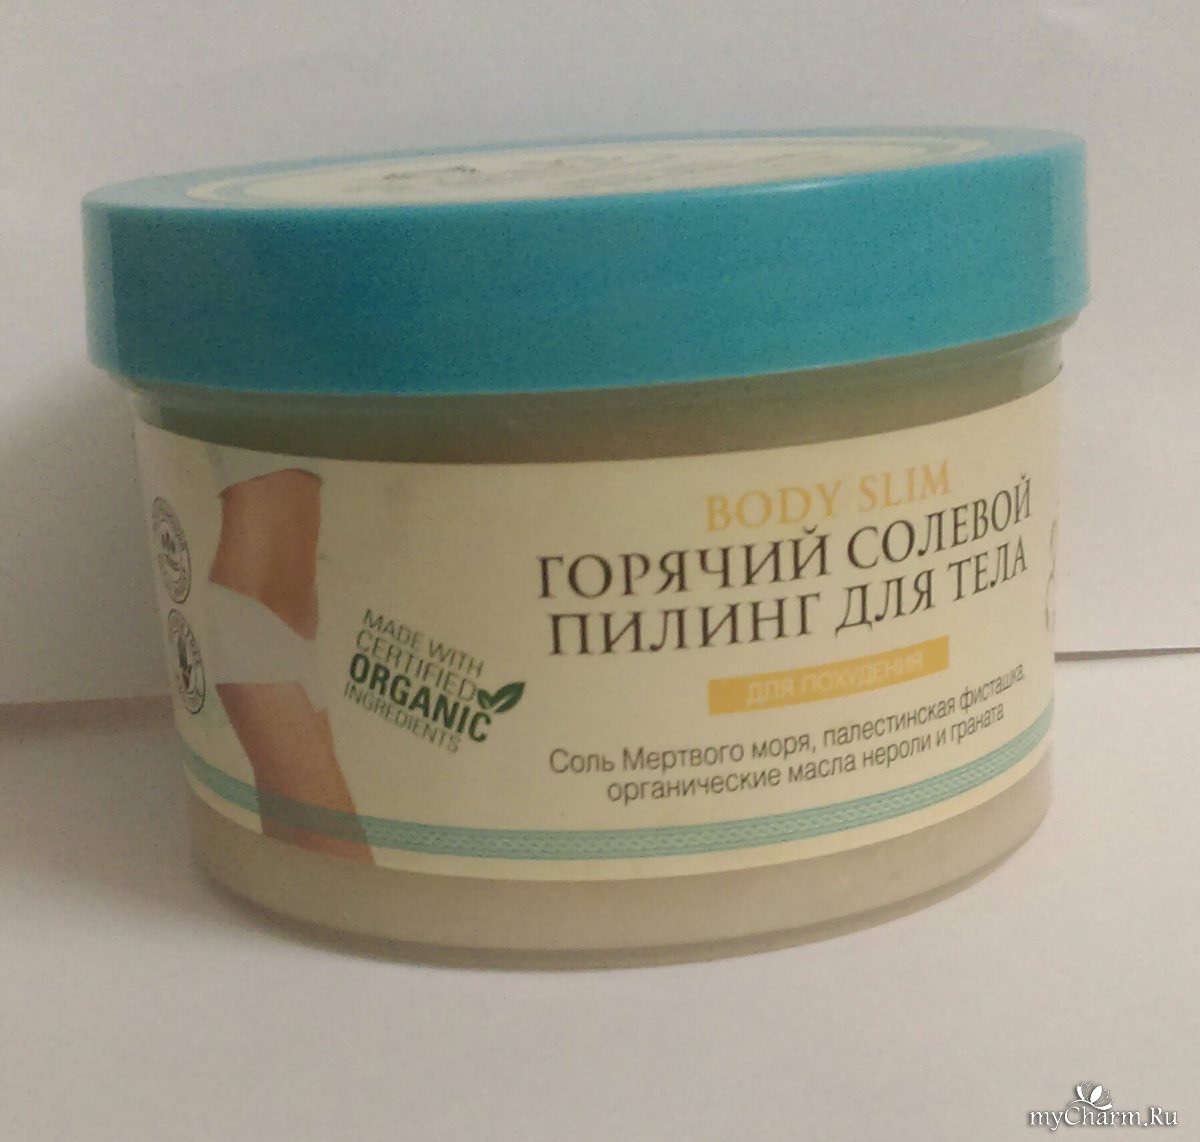 BODY SLIM
ГОРЯЧИЙ СОЛЕВОЙ
ПИЛИНГ ДЛЯ ТЕЛА
ДЛЯ ПОХУДЕНИЯ
Соль Мертвого моря, палестинская фисташка,
органические масла нероли и граната
MADE WITH
CERTIFIED
ORGANIC
INGREDIENTS
myCharm.Ru